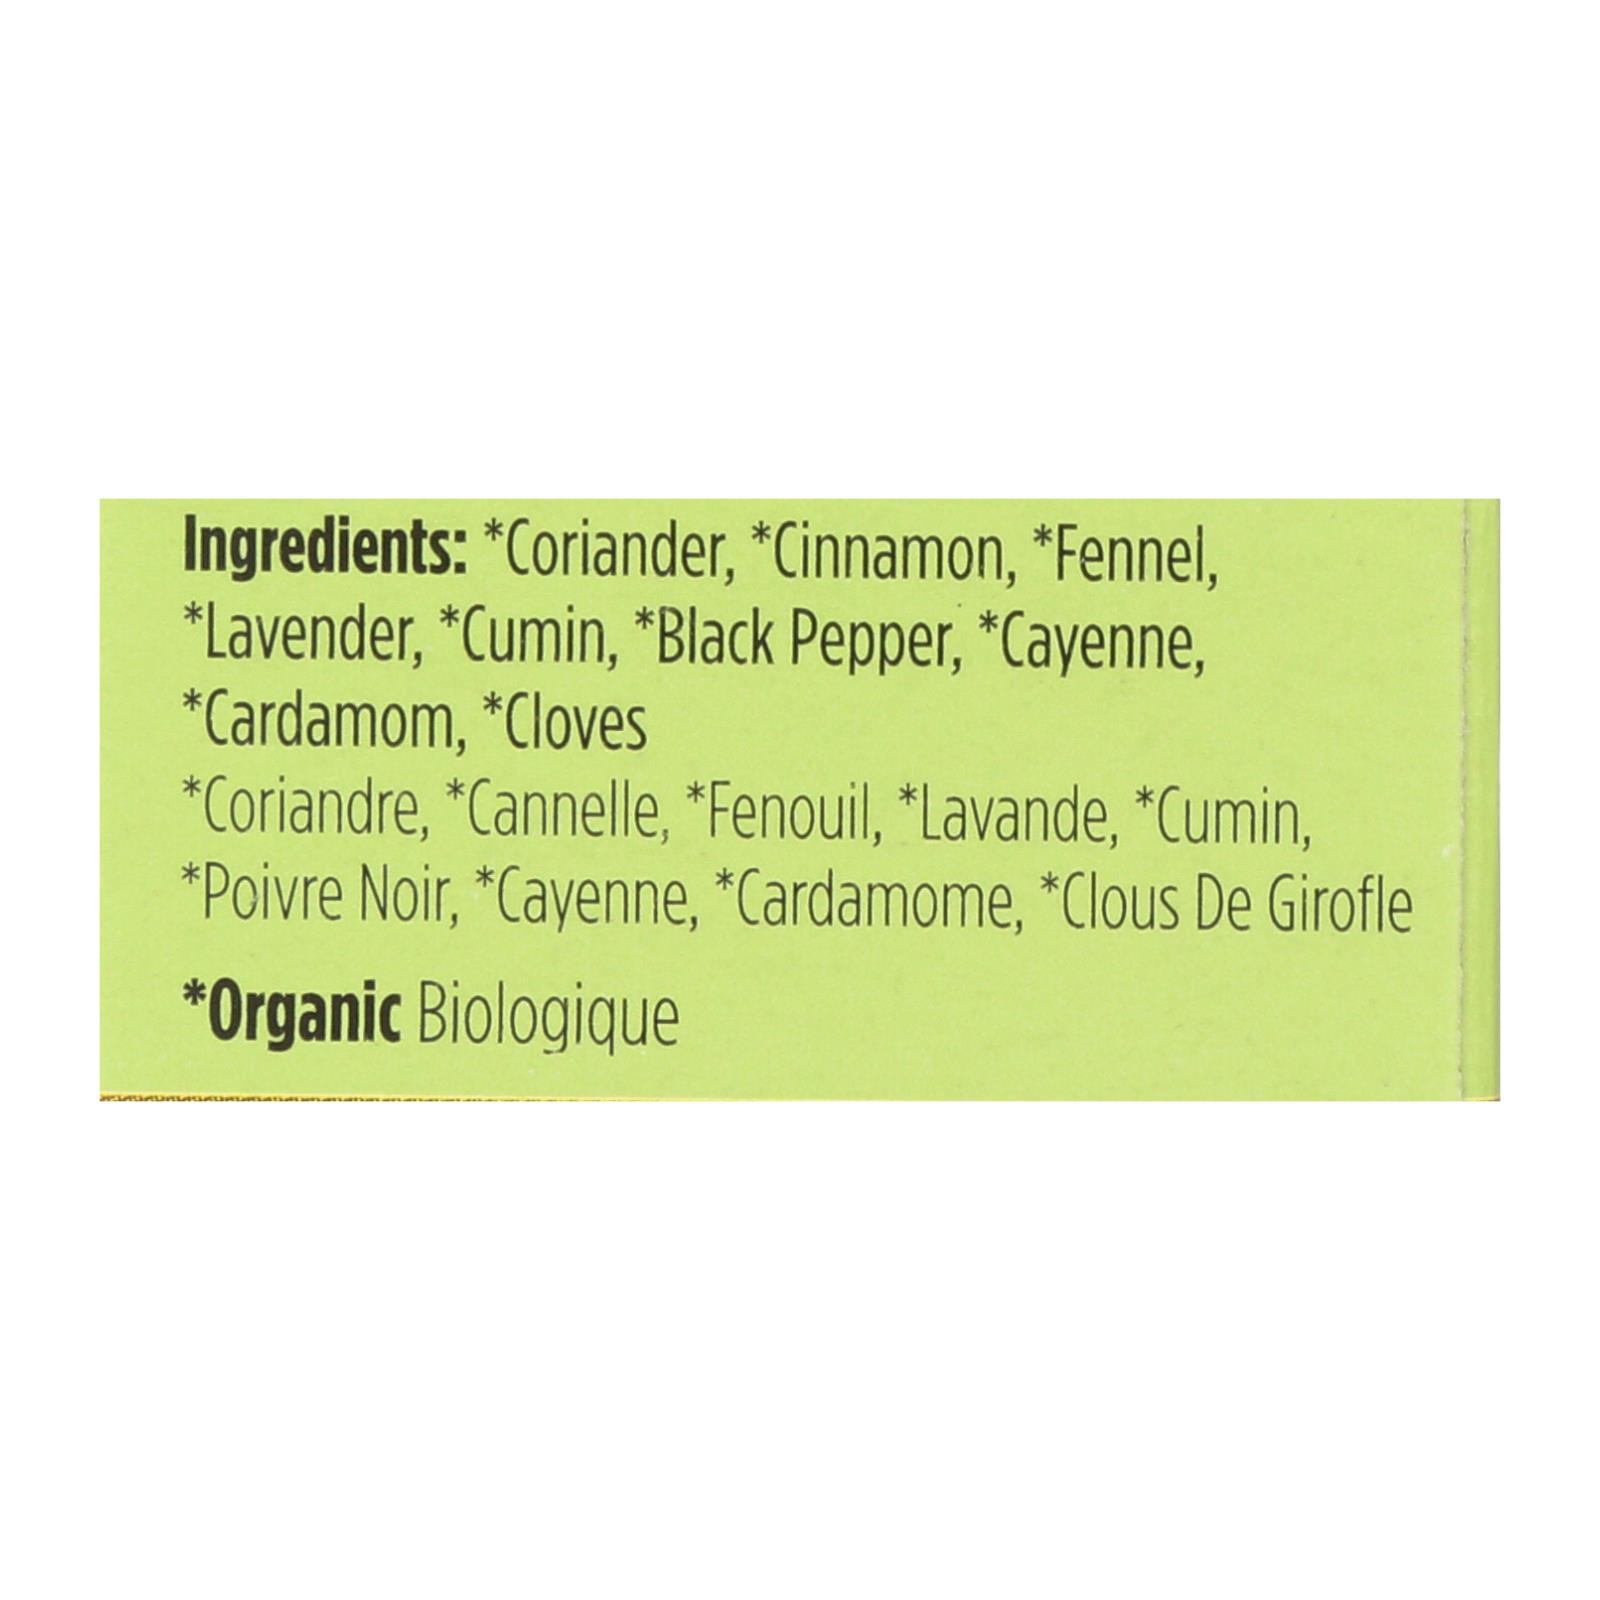 Ingredients: *Coriander, *Cinnamon, *Fennel,
*Lavender, *Cumin, *Black Pepper, *Cayenne,
*Cardamom, *Cloves
*Coriandre, *Cannelle, *Fenouil, *Lavande, *Cumin,
*Poivre Noir, *Cayenne, *Cardamome, *Clous De Girofle
*Organic Biologique